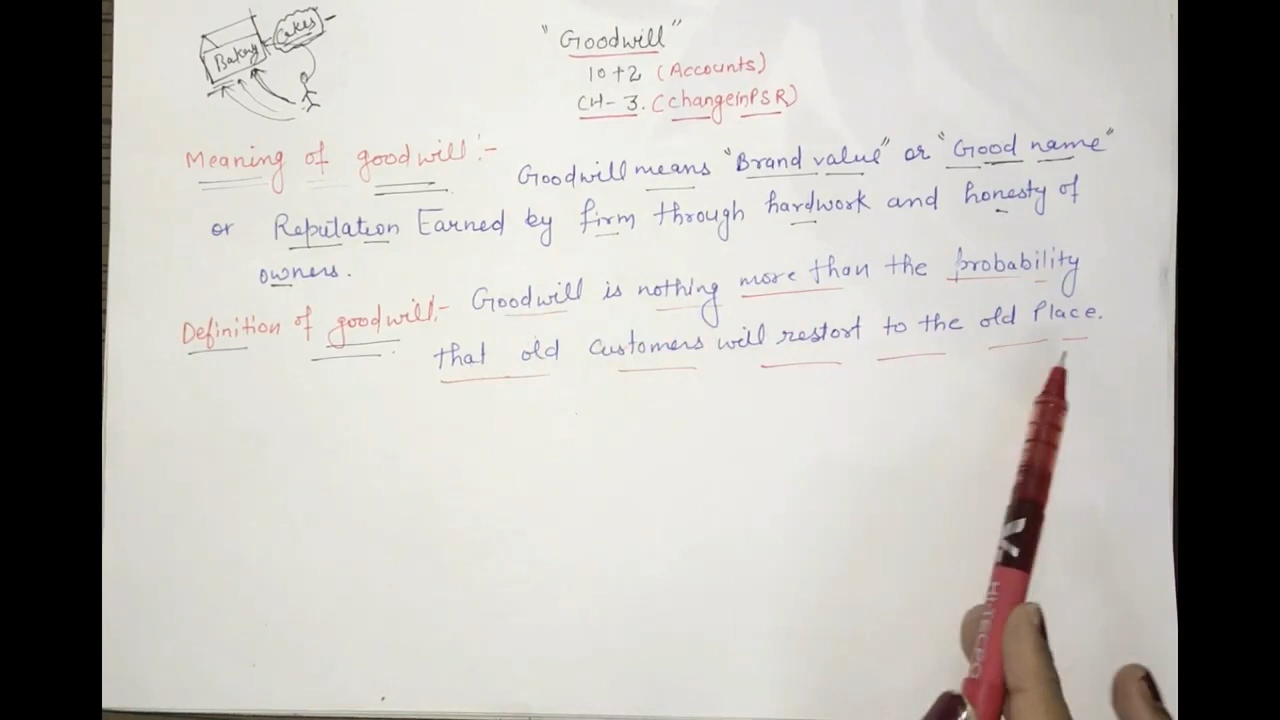 Bakery
Cakes
"Goodwill"
10+2 (Accounts)
CH-3. (change in PSR)
Meaning of goodwill:-
Goodwill means "Brand value" or "Good name"
or Reputation Earned by firm through hardwork and honesty of
owners.
Definition of goodwill:-
Goodwill is nothing more than the probability
that old customers will restort to the old Place.
V
HI-TECPO